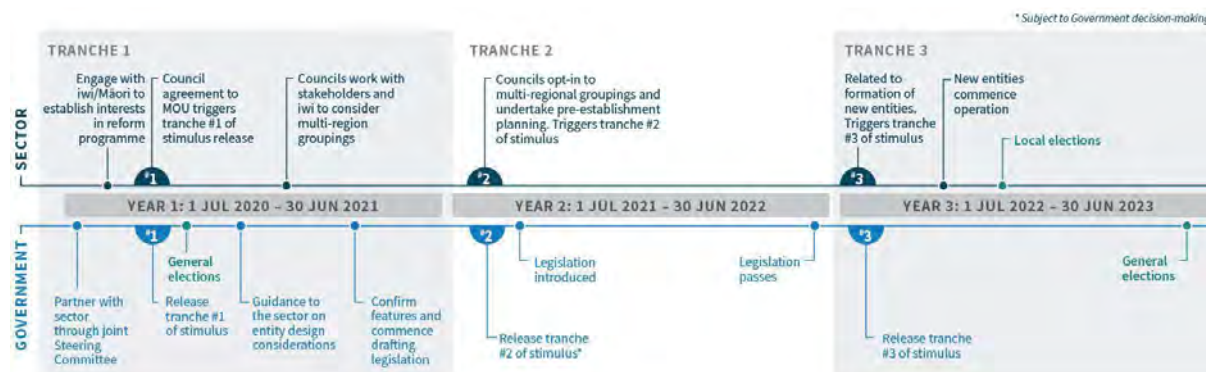 * Subject to Government decision-making
TRANCHE 1
TRANCHE 2
TRANCHE 3
SECTOR
Engage with
iwi/Māori to
establish interests
in reform
programme
Council
agreement to
MOU triggers
tranche #1 of
stimulus release
Councils work with
stakeholders and
iwi to consider
multi-region
groupings
Councils opt-in to
multi-regional groupings and
undertake pre-establishment
planning. Triggers tranche #2
of stimulus
Related to
formation of
new entities.
Triggers tranche
#3 of stimulus
New entities
commence
operation
Local elections
#1
#2
#3
YEAR 1: 1 JUL 2020 – 30 JUN 2021
YEAR 2: 1 JUL 2021 – 30 JUN 2022
YEAR 3: 1 JUL 2022 – 30 JUN 2023
GOVERNMENT
#1
#2
#3
Partner with
sector
through joint
Steering
Committee
Release
tranche #1
of stimulus
General
elections
Guidance to
the sector on
entity design
considerations
Confirm
features and
commence
drafting
legislation
Release tranche
#2 of stimulus*
Legislation
introduced
Legislation
passes
Release tranche
#3 of stimulus
General
elections